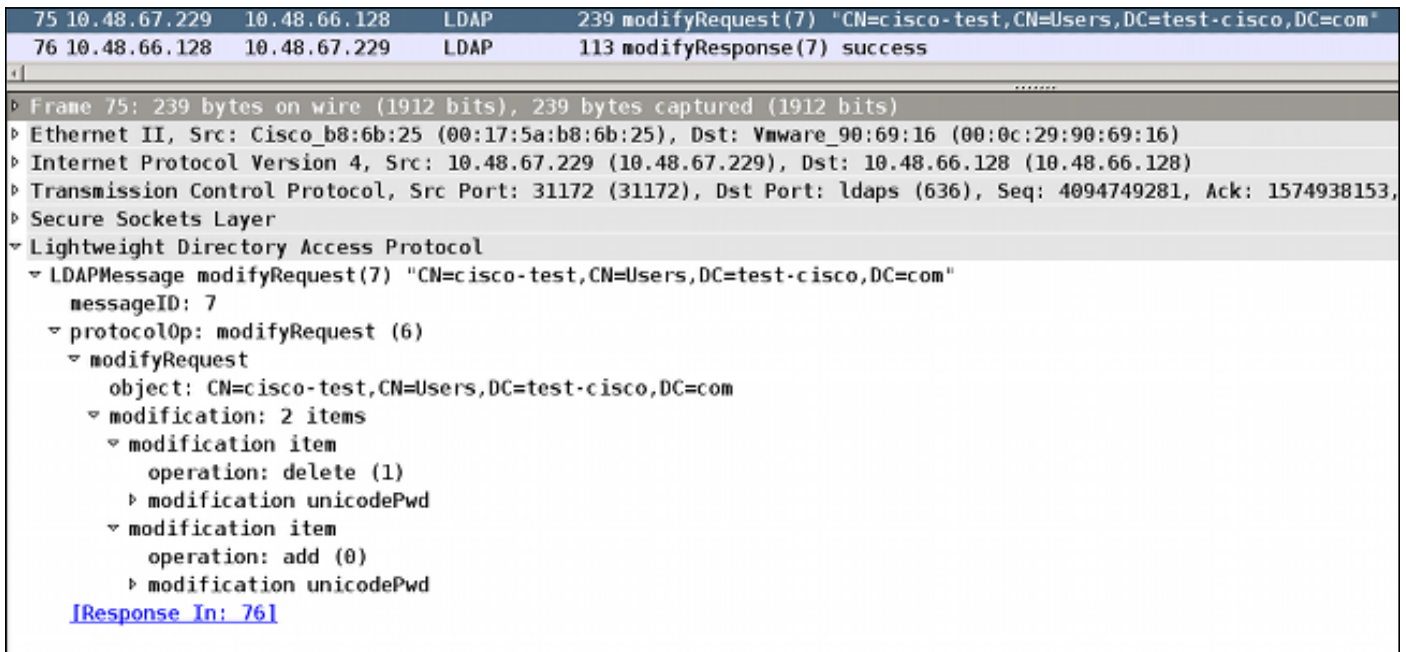 75 10.48.67.229 10.48.66.128 LDAP 239 modifyRequest(7) "CN=cisco-test,CN=Users,DC=test-cisco,DC=com"
76 10.48.66.128 10.48.67.229 LDAP 113 modifyResponse(7) success
Frame 75: 239 bytes on wire (1912 bits), 239 bytes captured (1912 bits)
Ethernet II, Src: Cisco_b8:6b:25 (00:17:5a:b8:6b:25), Dst: Vmware_90:69:16 (00:0c:29:90:69:16)
Internet Protocol Version 4, Src: 10.48.67.229 (10.48.67.229), Dst: 10.48.66.128 (10.48.66.128)
Transmission Control Protocol, Src Port: 31172 (31172), Dst Port: ldaps (636), Seq: 4094749281, Ack: 1574938153,
Secure Sockets Layer
Lightweight Directory Access Protocol
LDAPMessage modifyRequest(7) "CN=cisco-test,CN=Users,DC=test-cisco,DC=com"
messageID: 7
protocolOp: modifyRequest (6)
modifyRequest
object: CN=cisco-test,CN=Users,DC=test-cisco,DC=com
modification: 2 items
modification item
operation: delete (1)
modification unicodePwd
modification item
operation: add (0)
modification unicodePwd
[Response In: 76]